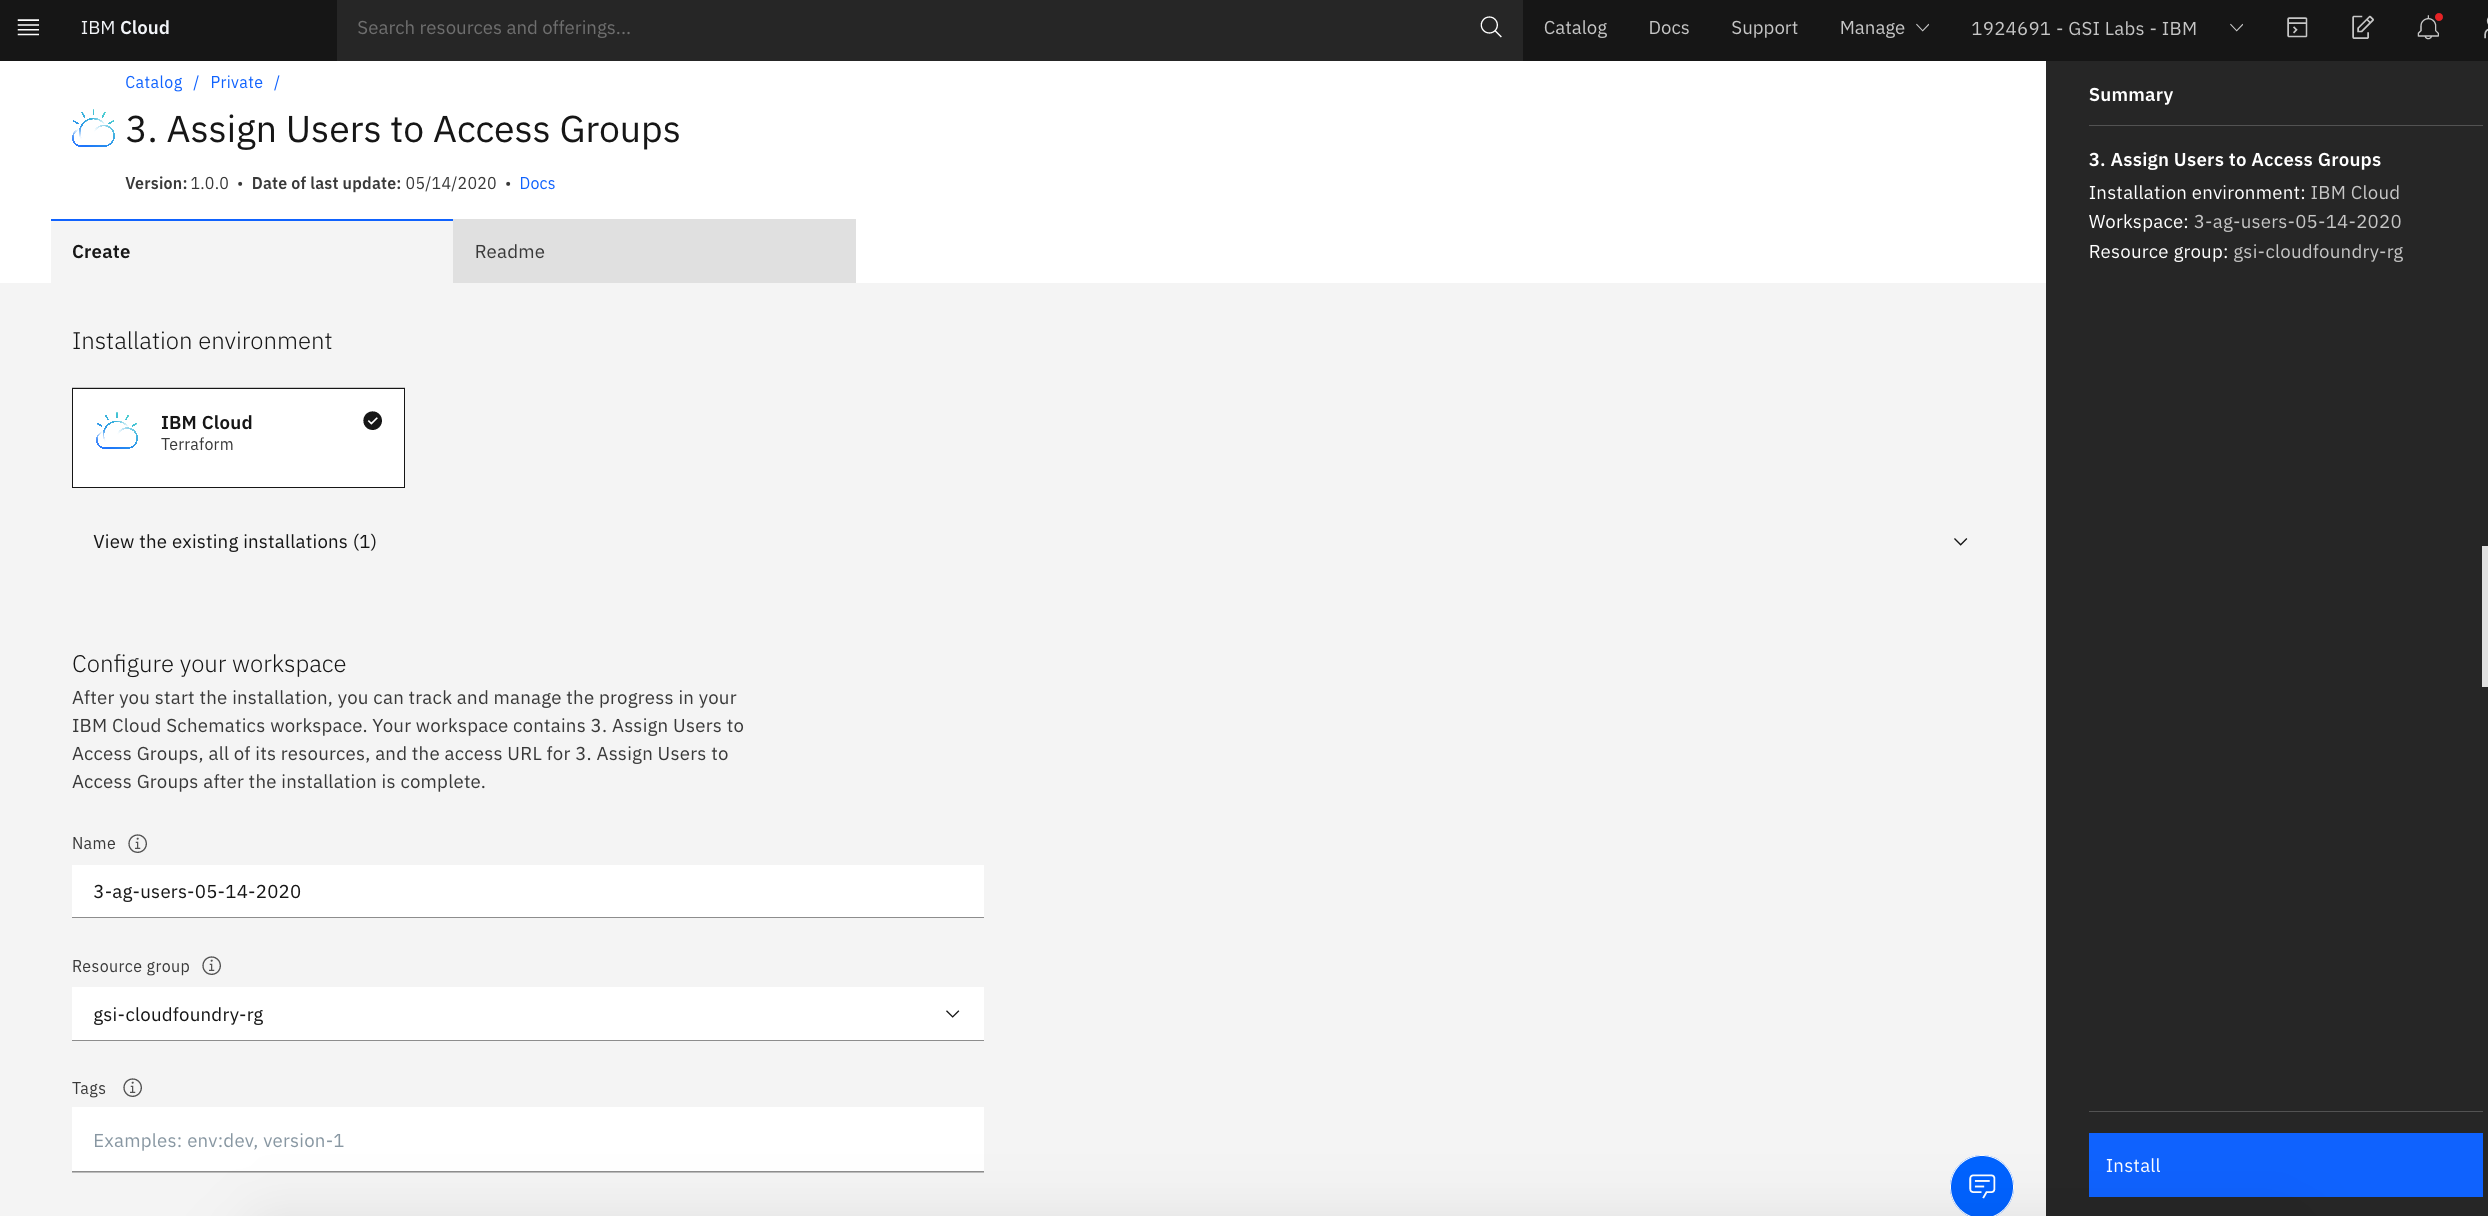 IBM Cloud
Search resources and offerings...
Catalog
Docs
Support
Manage
1924691 - GSI Labs - IBM
Catalog / Private /
3. Assign Users to Access Groups
Version: 1.0.0 • Date of last update: 05/14/2020 • Docs
Create
Readme
Installation environment
IBM Cloud
Terraform
View the existing installations (1)
Configure your workspace
After you start the installation, you can track and manage the progress in your
IBM Cloud Schematics workspace. Your workspace contains 3. Assign Users to
Access Groups, all of its resources, and the access URL for 3. Assign Users to
Access Groups after the installation is complete.
Name
3-ag-users-05-14-2020
Resource group
gsi-cloudfoundry-rg
Tags
Examples: env:dev, version-1
Summary
3. Assign Users to Access Groups
Installation environment: IBM Cloud
Workspace: 3-ag-users-05-14-2020
Resource group: gsi-cloudfoundry-rg
Install